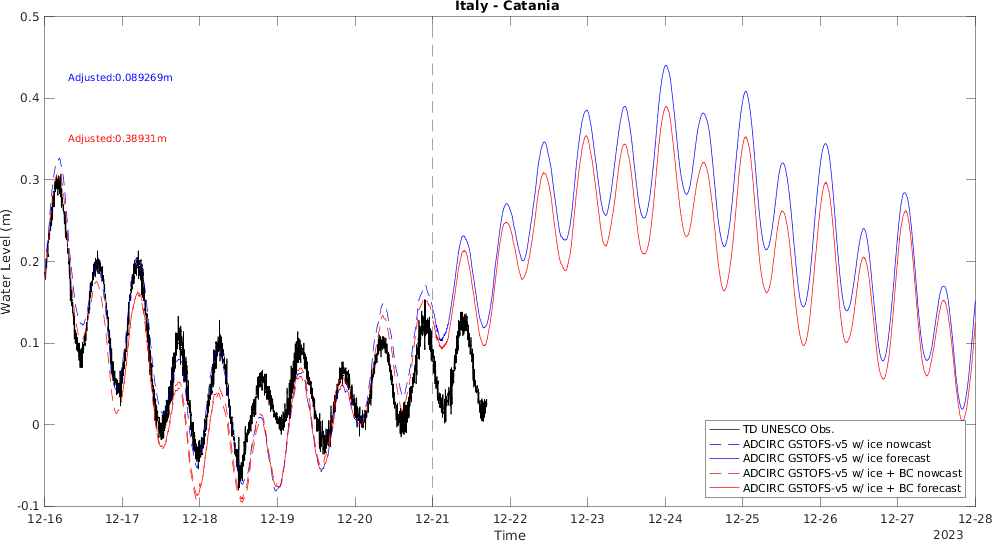 Italy - Catania
0.5
0.4
0.3
0.2
0.1
0
-0.1
Water Level (m)
Adjusted:0.089269m
Adjusted:0.38931m
TD UNESCO Obs.
ADCIRC GSTOFS-v5 w/ ice nowcast
ADCIRC GSTOFS-v5 w/ ice forecast
ADCIRC GSTOFS-v5 w/ ice + BC nowcast
ADCIRC GSTOFS-v5 w/ ice + BC forecast
12-16 12-17 12-18 12-19 12-20 12-21 12-22 12-23 12-24 12-25 12-26 12-27 12-28
Time
2023